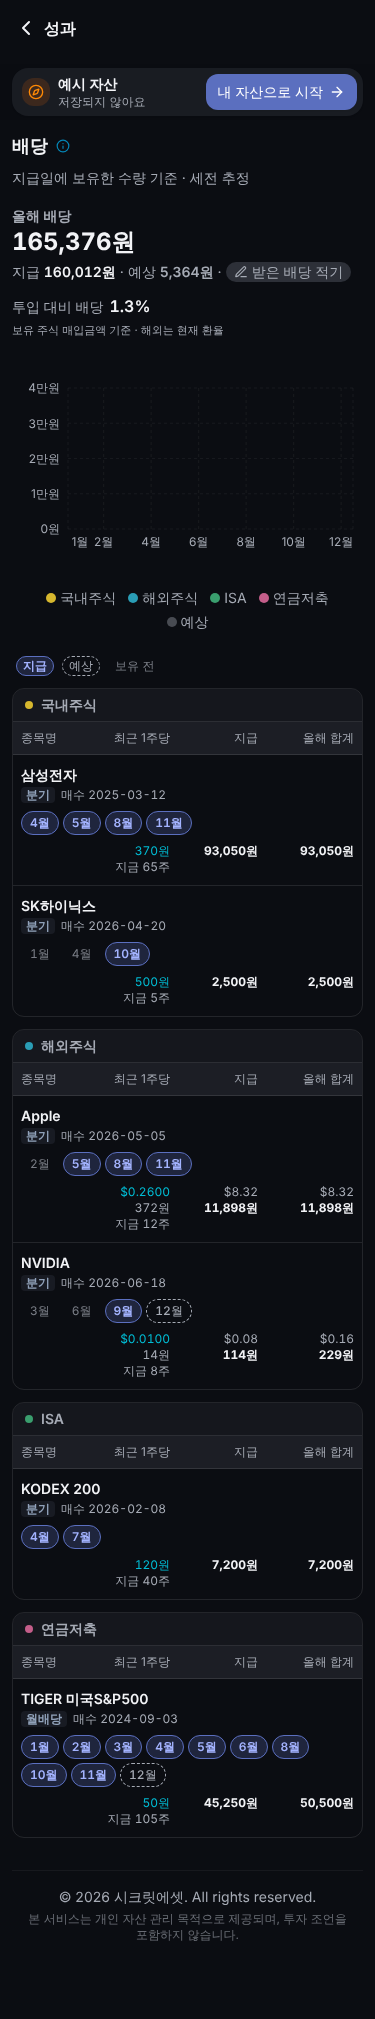 성과
예시 자산
저장되지 않아요
내 자산으로 시작
배당
지급일에 보유한 수량 기준 · 세전 추정
올해 배당
165,376원
지급 160,012원 · 예상 5,364원 · 받은 배당 적기
투입 대비 배당 1.3%
보유 주식 매입금액 기준 · 해외는 현재 환율
4만원
3만원
2만원
1만원
0원
1월 2월 4월 6월 8월 10월 12월
국내주식 해외주식 ISA 연금저축
예상
지급 예상 보유 전
국내주식
종목명 최근 1주당 지급 올해 합계
삼성전자
분기 매수 2025-03-12
4월 5월 8월 11월
370원 93,050원 93,050원
지금 65주
SK하이닉스
분기 매수 2026-04-20
1월 4월 10월
500원 2,500원 2,500원
지금 5주
해외주식
종목명 최근 1주당 지급 올해 합계
Apple
분기 매수 2026-05-05
2월 5월 8월 11월
$0.2600 $8.32 $8.32
372원 11,898원 11,898원
지금 12주
NVIDIA
분기 매수 2026-06-18
3월 6월 9월 12월
$0.0100 $0.08 $0.16
14원 114원 229원
지금 8주
ISA
종목명 최근 1주당 지급 올해 합계
KODEX 200
분기 매수 2026-02-08
4월 7월
120원 7,200원 7,200원
지금 40주
연금저축
종목명 최근 1주당 지급 올해 합계
TIGER 미국S&P500
월배당 매수 2024-09-03
1월 2월 3월 4월 5월 6월 8월
10월 11월 12월
50원 45,250원 50,500원
지금 105주
© 2026 시크릿에셋. All rights reserved.
본 서비스는 개인 자산 관리 목적으로 제공되며, 투자 조언을
포함하지 않습니다.